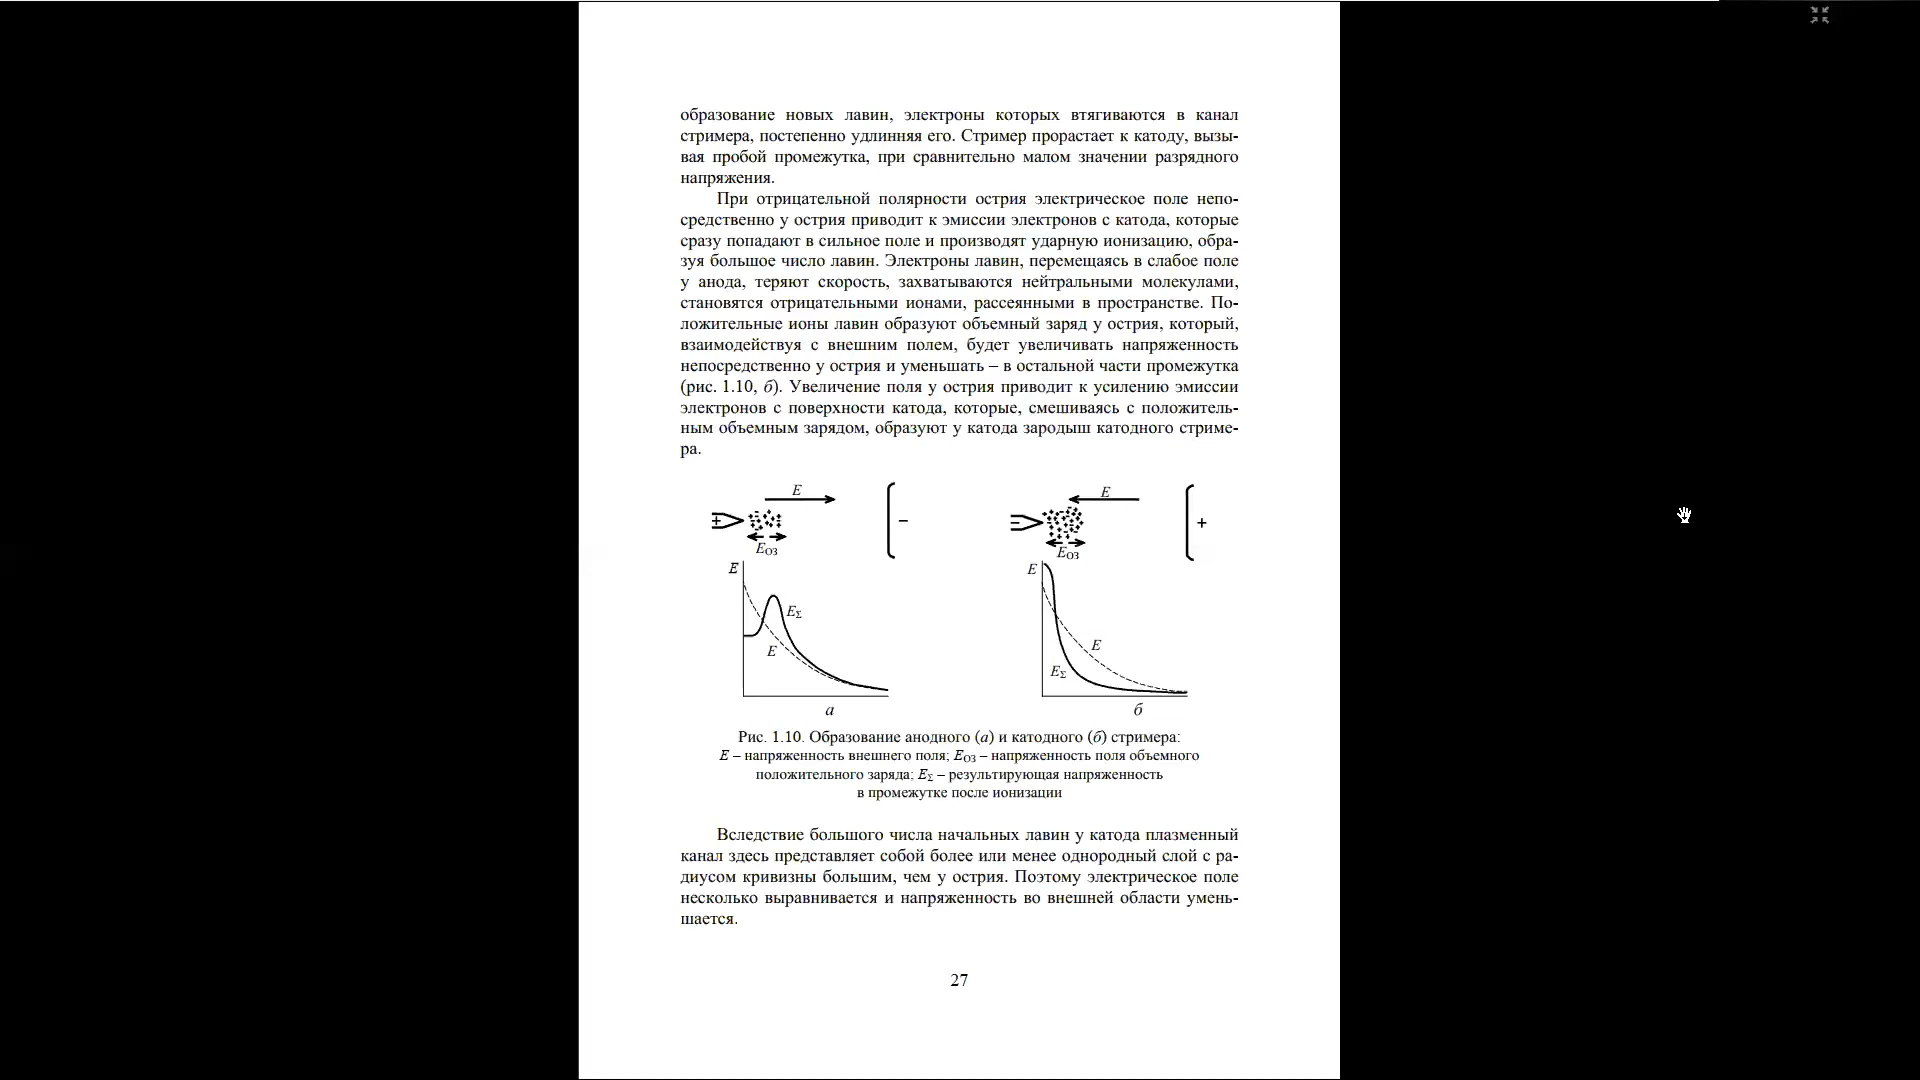 образование новых лавин, электроны которых втягиваются в канал
стримера, постепенно удлинняя его. Стример прорастает к катоду, вызы-
вая пробой промежутка, при сравнительно малом значении разрядного
напряжения.
При отрицательной полярности острия электрическое поле непо-
средственно у острия приводит к эмиссии электронов с катода, которые
сразу попадают в сильное поле и производят ударную ионизацию, обра-
зуя большое число лавин. Электроны лавин, перемещаясь в слабое поле
у анода, теряют скорость, захватываются нейтральными молекулами,
становятся отрицательными ионами, рассеянными в пространстве. По-
ложительные ионы лавин образуют объемный заряд у острия, который,
взаимодействуя с внешним полем, будет увеличивать напряженность
непосредственно у острия и уменьшать – в остальной части промежутка
(рис. 1.10, б). Увеличение поля у острия приводит к усилению эмиссии
электронов с поверхности катода, которые, смешиваясь с положитель-
ным объемным зарядом, образуют у катода зародыш катодного стриме-
ра.
E
E
+
–
–
+
EОЗ
EОЗ
E
E
EΣ
E
E
EΣ
а
б
Рис. 1.10. Образование анодного (а) и катодного (б) стримера:
E – напряженность внешнего поля; EОЗ – напряженность поля объемного
положительного заряда; EΣ – результирующая напряженность
в промежутке после ионизации
Вследствие большого числа начальных лавин у катода плазменный
канал здесь представляет собой более или менее однородный слой с ра-
диусом кривизны большим, чем у острия. Поэтому электрическое поле
несколько выравнивается и напряженность во внешней области умень-
шается.
27